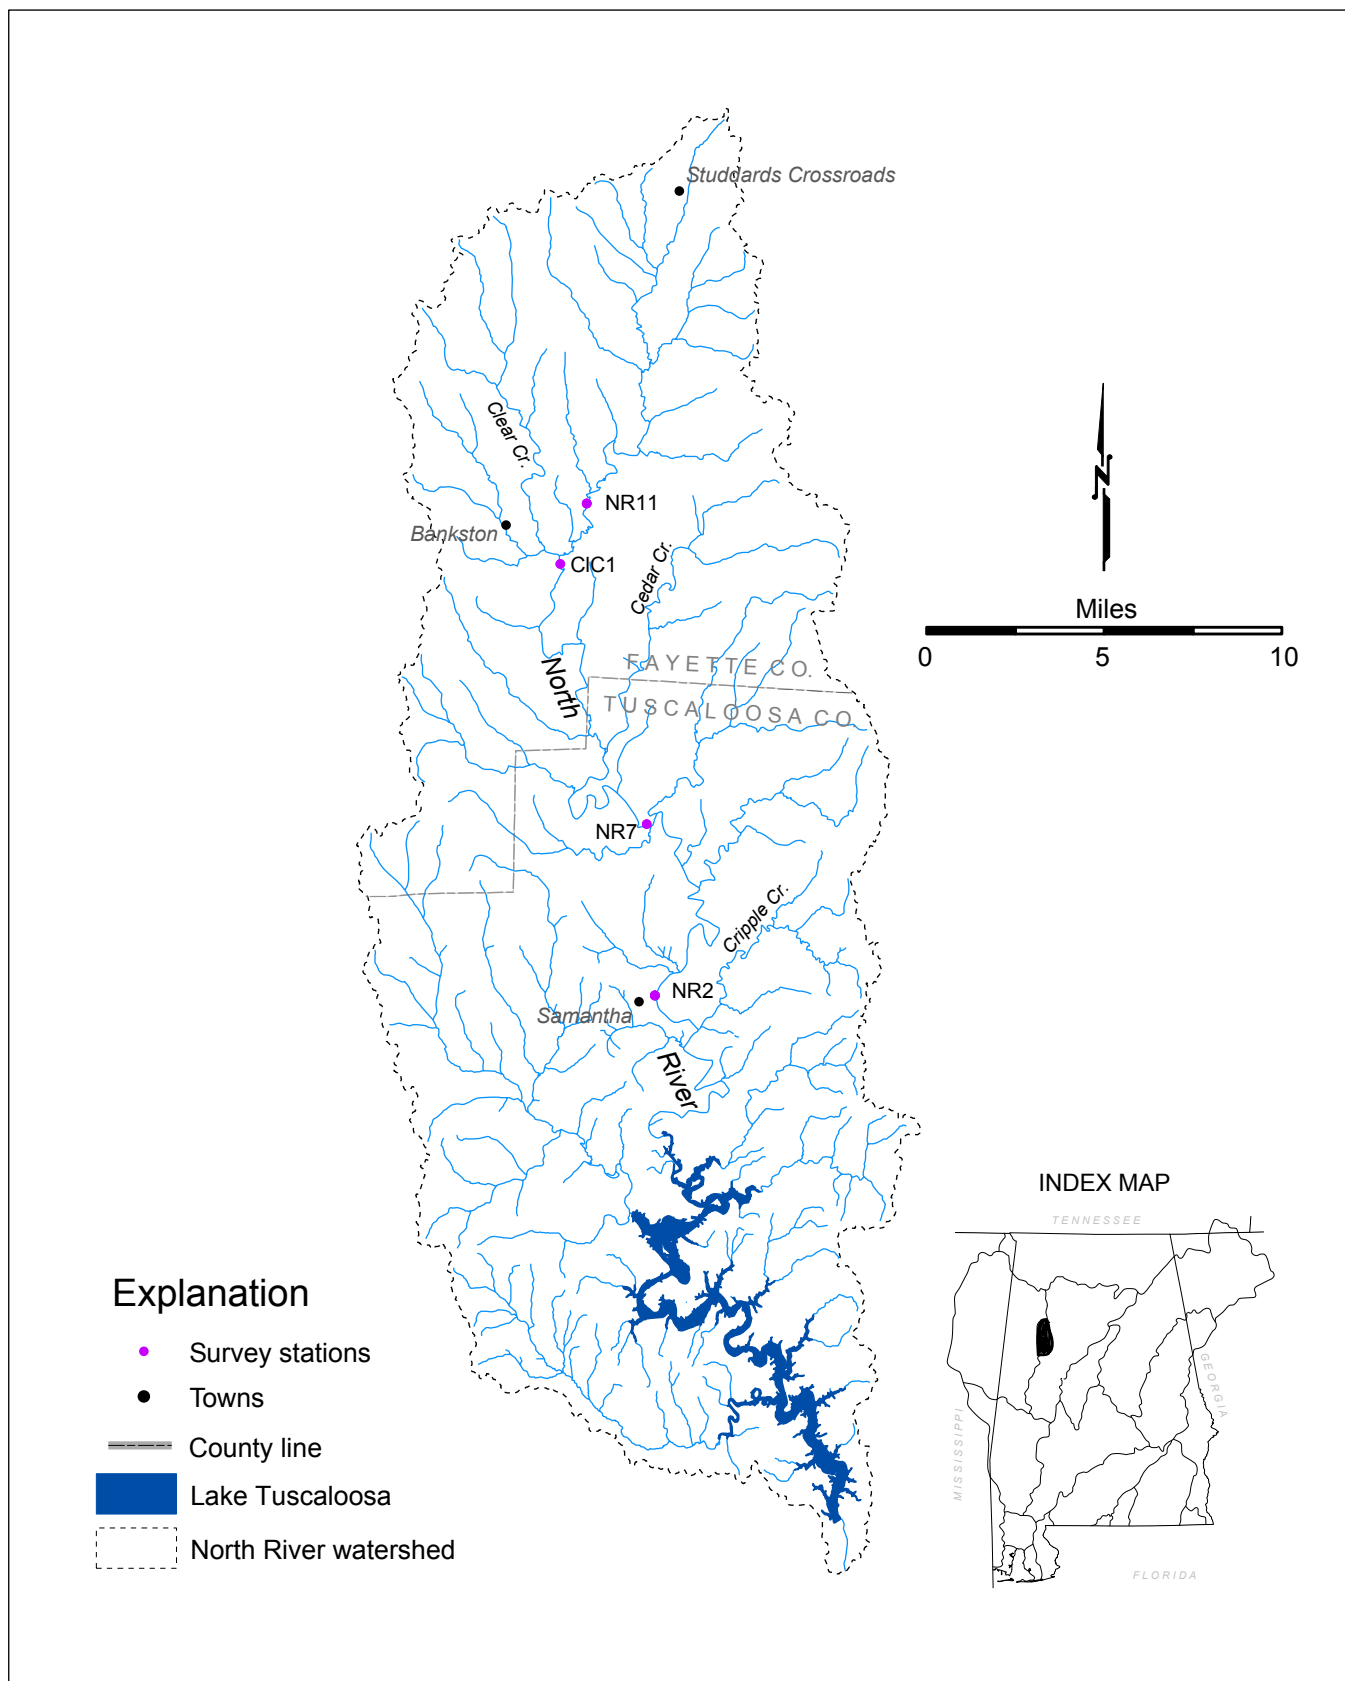 Studdards Crossroads
Clear Cr.
NR11
Bankston
ClC1
Cedar Cr.
Miles
0 5 10
FAYETTE CO.
North
TUSCALOOSA CO
NR7
Cripple Cr.
NR2
Samantha
River
INDEX MAP
TENNESSEE
MISSISSIPPI
GEORGIA
FLORIDA
Explanation
Survey stations
Towns
County line
Lake Tuscaloosa
North River watershed
N